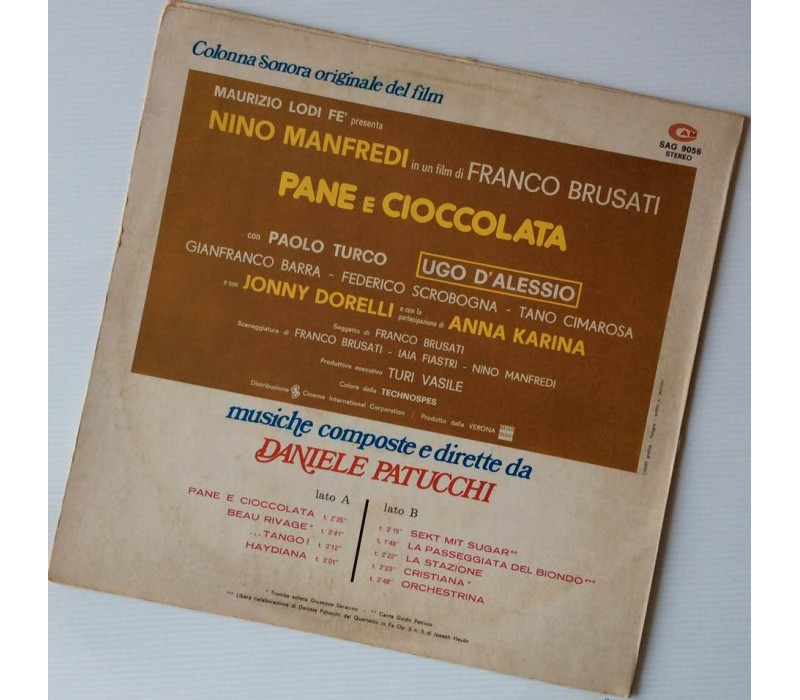 Colonna Sonora originale del film
CAM
SAG 9056
STEREO
MAURIZIO LODI FE' presenta
NINO MANFREDI in un film di FRANCO BRUSATI
PANE E CIOCCOLATA
con PAOLO TURCO UGO D'ALESSIO
GIANFRANCO BARRA - FEDERICO SCROBOGNA - TANO CIMAROSA
e con JONNY DORELLI e con la partecipazione di ANNA KARINA
Soggetto di FRANCO BRUSATI
Sceneggiatura di FRANCO BRUSATI - IAIA FIASTRI - NINO MANFREDI
Produttore esecutivo TURI VASILE
Colore della TECHNOSPES
Distribuzione Cinema International Corporation / Prodotto dalla VERONA
musiche composte e dirette da
DANIELE PATUCCHI
lato A
PANE E CIOCCOLATA t. 2'25"
BEAU RIVAGE* t. 3'41"
...TANGO! t. 3'12"
HAYDIANA t. 3'01"
lato B
t. 3'15" SEKT MIT SUGAR**
t. 1'48" LA PASSEGGIATA DEL BIONDO***
t. 2'22" LA STAZIONE
t. 2'23" CRISTIANA*
t. 2'48" ORCHESTRINA
* Tromba solista Giuseppe Saracino - ** Canta Guido Petricio
*** Libera rielaborazione di Daniele Patucchi dal Quartetto in Fa Op. 3 n. 5 di Joseph Haydn